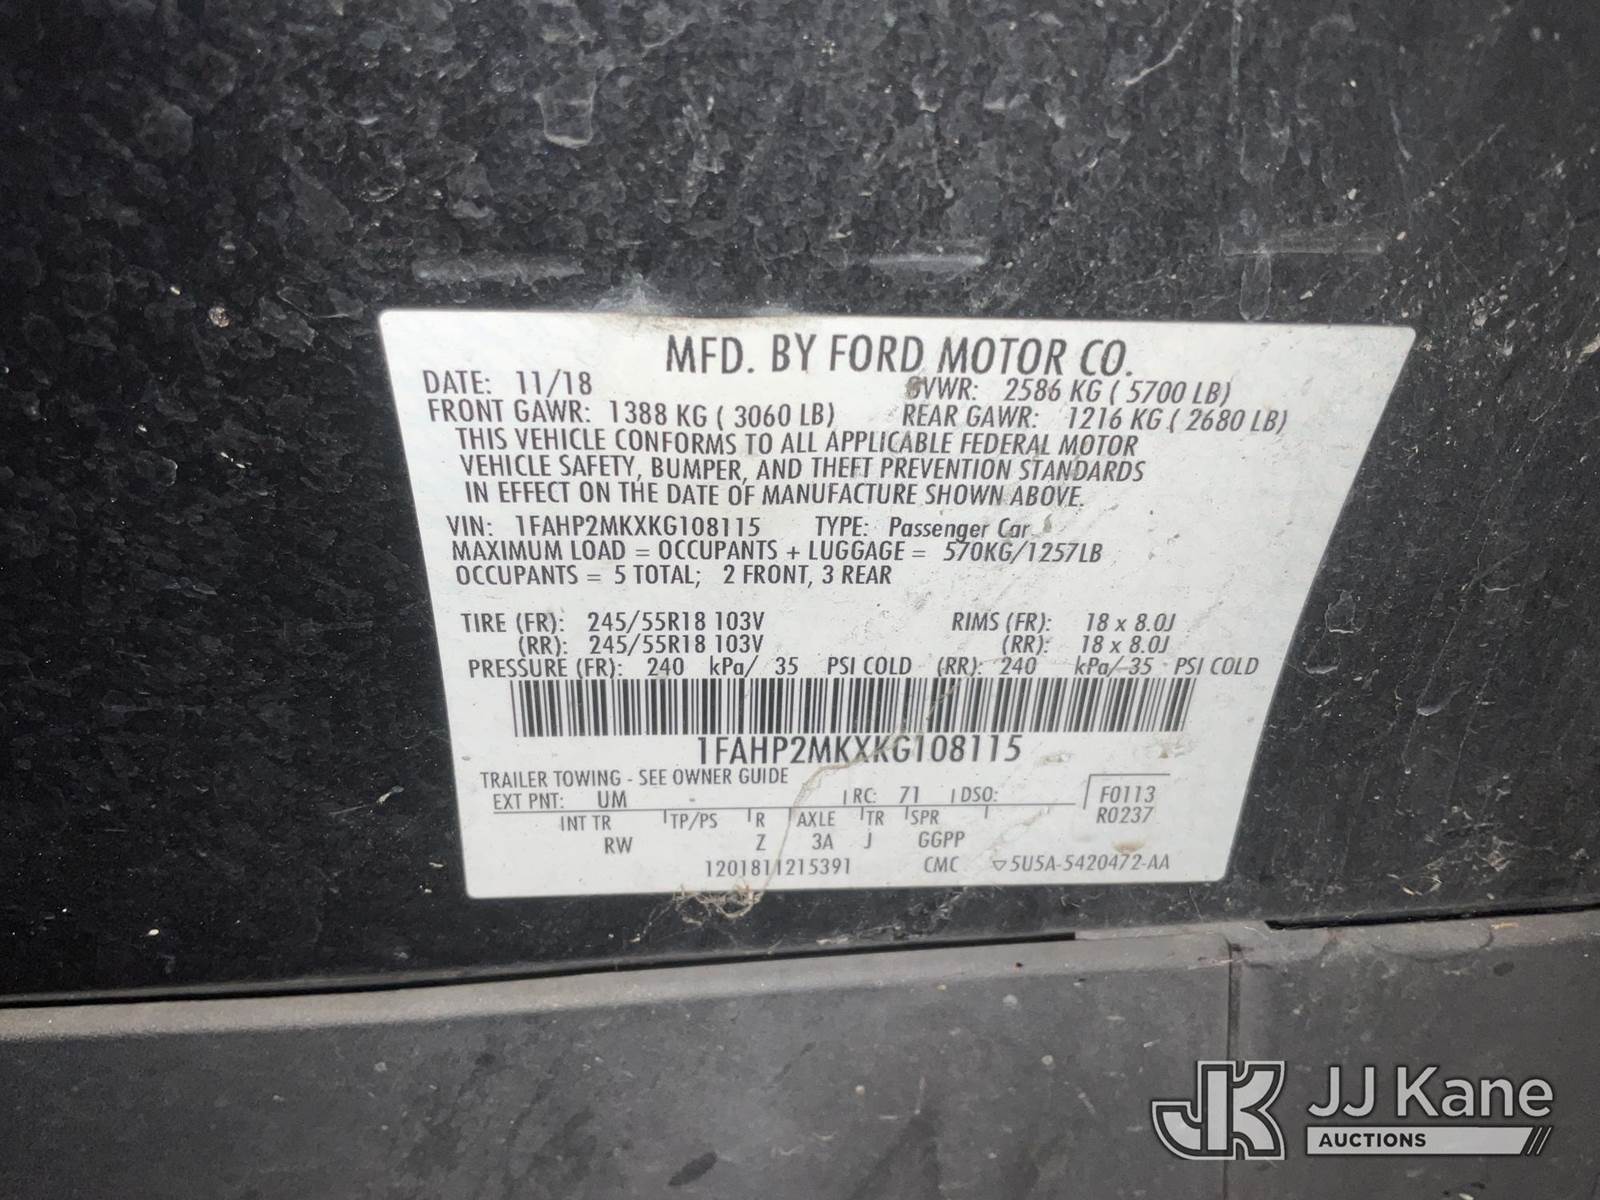 MFD. BY FORD MOTOR CO.
DATE: 11/18 GVWR: 2586 KG ( 5700 LB)
FRONT GAWR: 1388 KG ( 3060 LB) REAR GAWR: 1216 KG ( 2680 LB)
THIS VEHICLE CONFORMS TO ALL APPLICABLE FEDERAL MOTOR
VEHICLE SAFETY, BUMPER, AND THEFT PREVENTION STANDARDS
IN EFFECT ON THE DATE OF MANUFACTURE SHOWN ABOVE.
VIN: 1FAHP2MKXKG108115 TYPE: Passenger Car
MAXIMUM LOAD = OCCUPANTS + LUGGAGE = 570KG/1257LB
OCCUPANTS = 5 TOTAL; 2 FRONT, 3 REAR
TIRE (FR): 245/55R18 103V RIMS (FR): 18 x 8.0J
(RR): 245/55R18 103V (RR): 18 x 8.0J
PRESSURE (FR): 240 kPa/ 35 PSI COLD (RR): 240 kPa/ 35 PSI COLD
1FAHP2MKXKG108115
TRAILER TOWING - SEE OWNER GUIDE
EXT PNT: UM RC: 71 DSO: F0113
INT TR TP/PS R AXLE TR SPR R0237
RW Z 3A J GGPP
1201811215391 CMC ▽5U5A-5420472-AA
JK JJ Kane
AUCTIONS